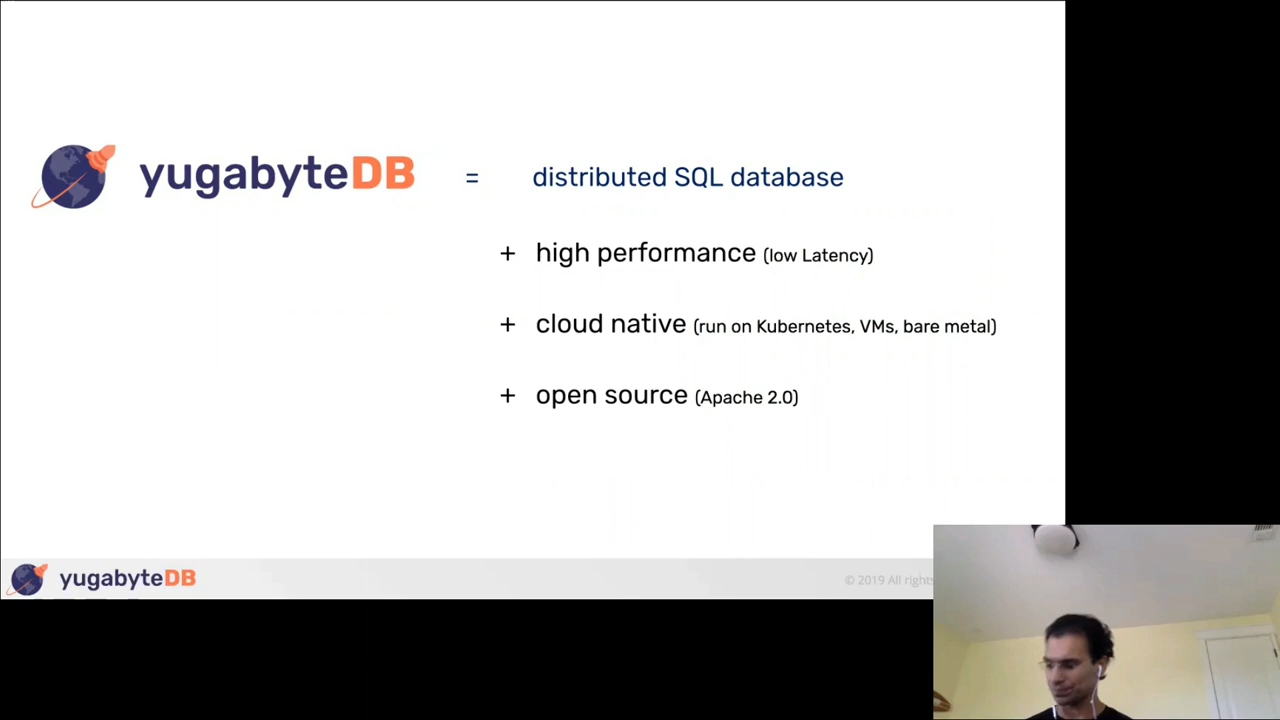 yugabyteDB = distributed SQL database
+ high performance (low Latency)
+ cloud native (run on Kubernetes, VMs, bare metal)
+ open source (Apache 2.0)
yugabyteDB © 2019 All rights